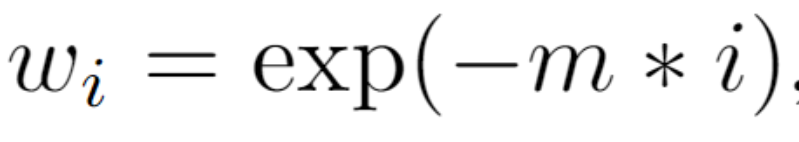 w_i = exp(−m ∗ i),